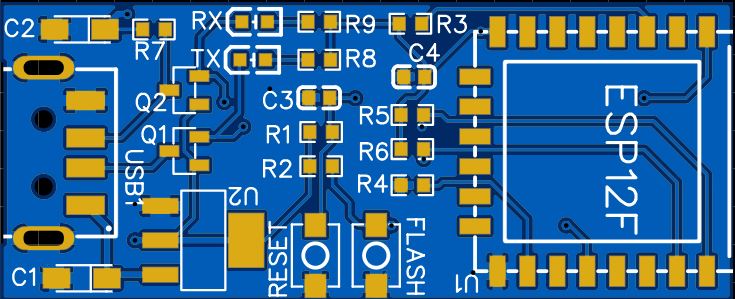 C2
R7
RX
R9
R3
TX
R8
C4
Q2
C3
R5
Q1
R1
R6
USB1
R2
R4
U2
ESP12F
C1
RESET
FLASH
U1